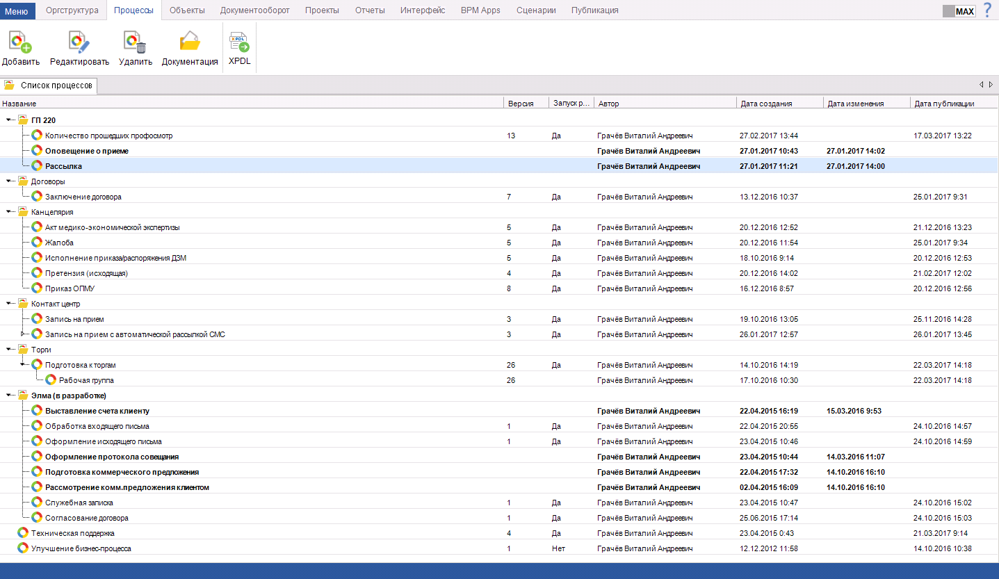 Меню Оргструктура Процессы Объекты Документооборот Проекты Отчеты Интерфейс BPM Apps Сценарии Публикация MAX ?
XPDL
Добавить Редактировать Удалить Документация XPDL
Список процессов
Название Версия Запуск р... Автор Дата создания Дата изменения Дата публикации
ГП 220
Количество прошедших профосмотр 13 Да Грачёв Виталий Андреевич 27.02.2017 13:44 17.03.2017 13:22
Оповещение о приеме Грачёв Виталий Андреевич 27.01.2017 10:43 27.01.2017 14:02
Рассылка Грачёв Виталий Андреевич 27.01.2017 11:21 27.01.2017 14:00
Договоры
Заключение договора 7 Да Грачёв Виталий Андреевич 13.12.2016 10:37 25.01.2017 9:31
Канцелярия
Акт медико-экономической экспертизы 5 Да Грачёв Виталий Андреевич 20.12.2016 12:52 21.12.2016 13:23
Жалоба 5 Да Грачёв Виталий Андреевич 20.12.2016 11:54 25.01.2017 9:34
Исполнение приказа/распоряжения ДЗМ 5 Да Грачёв Виталий Андреевич 18.10.2016 9:14 20.12.2016 12:53
Претензия (исходящая) 4 Да Грачёв Виталий Андреевич 20.12.2016 14:02 21.02.2017 12:02
Приказ ОПМУ 8 Да Грачёв Виталий Андреевич 16.12.2016 8:57 20.12.2016 12:56
Контакт центр
Запись на прием 3 Да Грачёв Виталий Андреевич 19.10.2016 13:05 25.11.2016 14:28
Запись на прием с автоматической рассылкой СМС 3 Да Грачёв Виталий Андреевич 26.01.2017 12:57 26.01.2017 13:45
Торги
Подготовка к торгам 26 Да Грачёв Виталий Андреевич 14.10.2016 14:19 22.03.2017 14:18
Рабочая группа 26 Грачёв Виталий Андреевич 17.10.2016 10:30 22.03.2017 14:18
Элма (в разработке)
Выставление счета клиенту Грачёв Виталий Андреевич 22.04.2015 16:19 15.03.2016 9:53
Обработка входящего письма 1 Да Грачёв Виталий Андреевич 22.04.2015 20:55 24.10.2016 14:57
Оформление исходящего письма 1 Да Грачёв Виталий Андреевич 23.04.2015 10:46 24.10.2016 14:59
Оформление протокола совещания Грачёв Виталий Андреевич 23.04.2015 10:44 14.03.2016 11:07
Подготовка коммерческого предложения Грачёв Виталий Андреевич 22.04.2015 17:32 14.10.2016 16:10
Рассмотрение комм.предложения клиентом Грачёв Виталий Андреевич 02.04.2015 16:09 14.10.2016 16:10
Служебная записка 1 Да Грачёв Виталий Андреевич 23.04.2015 10:47 24.10.2016 15:02
Согласование договора 1 Да Грачёв Виталий Андреевич 25.06.2015 17:14 24.10.2016 15:03
Техническая поддержка 4 Да Грачёв Виталий Андреевич 23.04.2015 0:43 21.03.2017 9:14
Улучшение бизнес-процесса 1 Нет Грачёв Виталий Андреевич 12.12.2012 11:58 14.10.2016 10:38